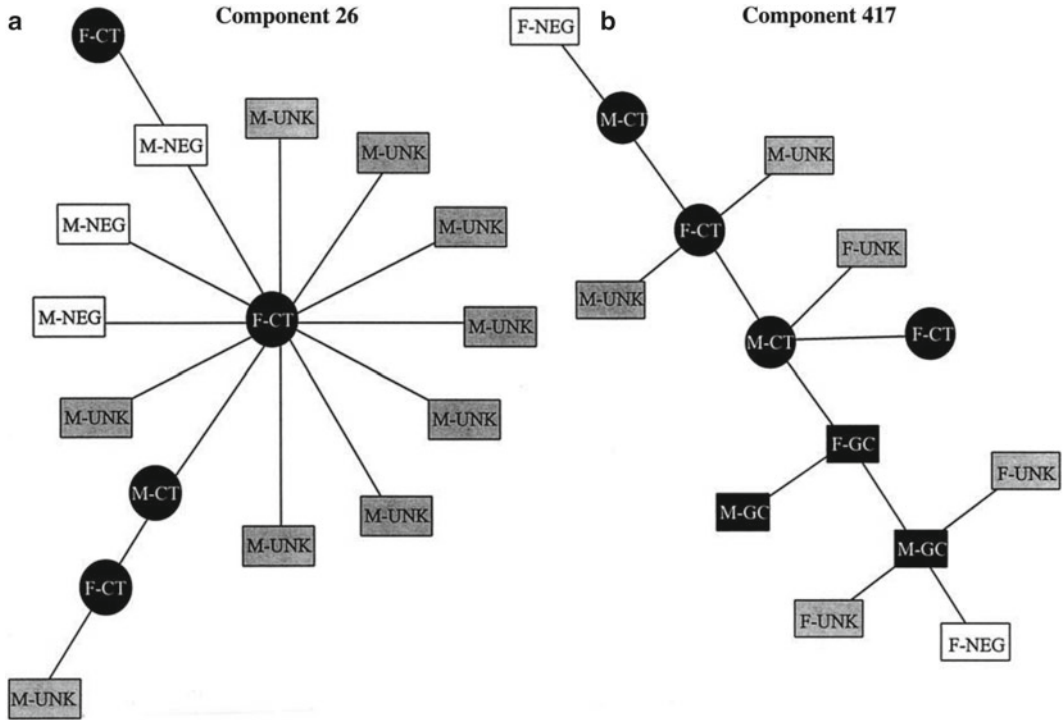 a
Component 26
F-CT
M-NEG
M-UNK
M-UNK
M-NEG
M-UNK
M-NEG
F-CT
M-UNK
M-UNK
M-UNK
M-CT
M-UNK
M-UNK
F-CT
M-UNK
b
Component 417
F-NEG
M-CT
M-UNK
F-CT
F-UNK
M-UNK
M-CT
F-CT
F-GC
F-UNK
M-GC
M-GC
F-UNK
F-NEG